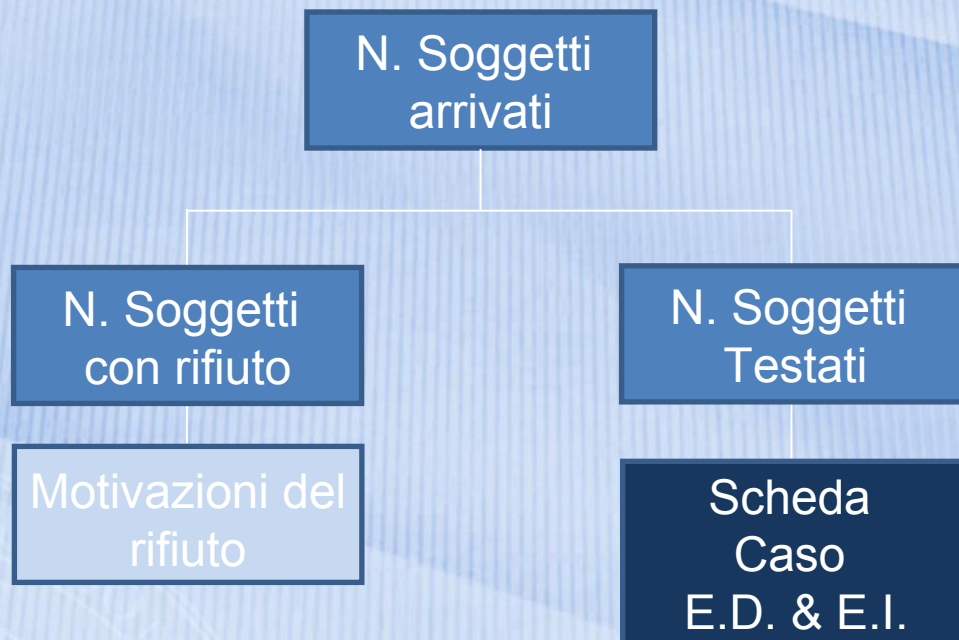 N. Soggetti
arrivati
N. Soggetti
con rifiuto
N. Soggetti
Testati
Motivazioni del
rifiuto
Scheda
Caso
E.D. & E.I.